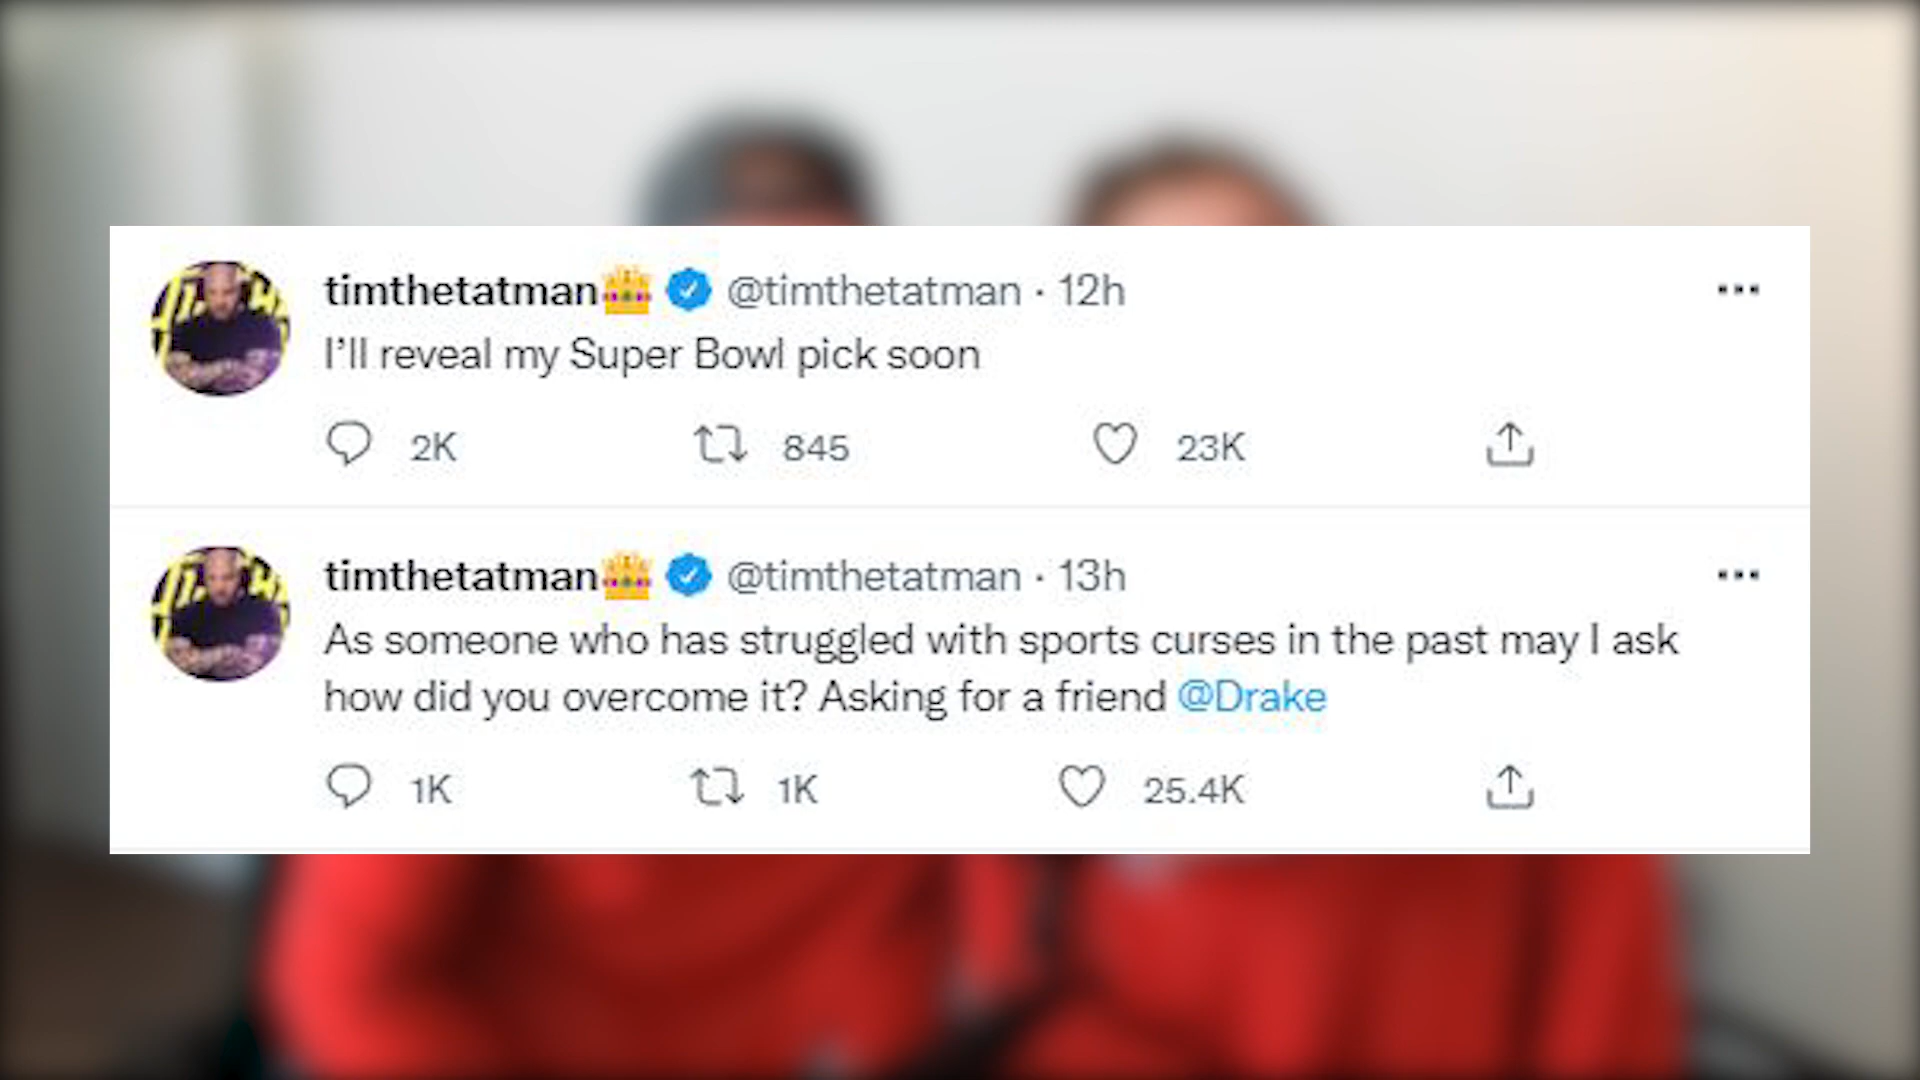 timthetatman👑 @timthetatman · 12h
I'll reveal my Super Bowl pick soon
2K 845 23K
timthetatman👑 @timthetatman · 13h
As someone who has struggled with sports curses in the past may I ask
how did you overcome it? Asking for a friend @Drake
1K 1K 25.4K